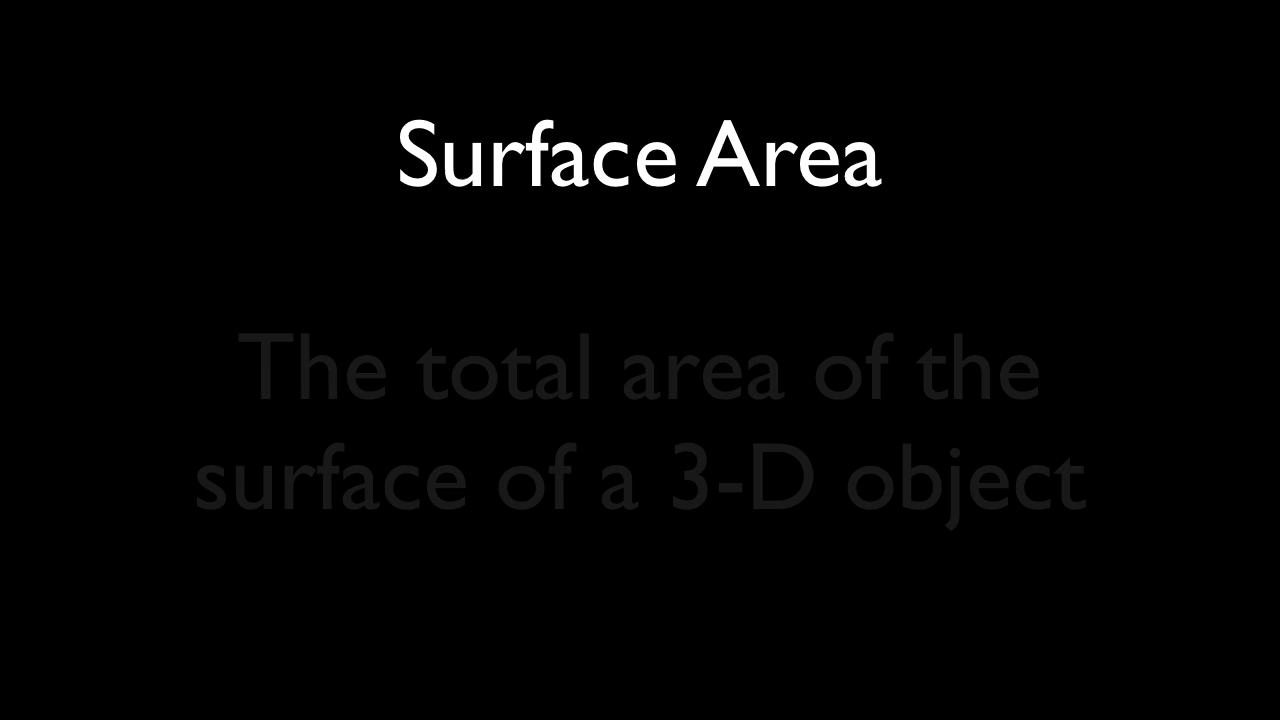 Surface Area
The total area of the
surface of a 3-D object